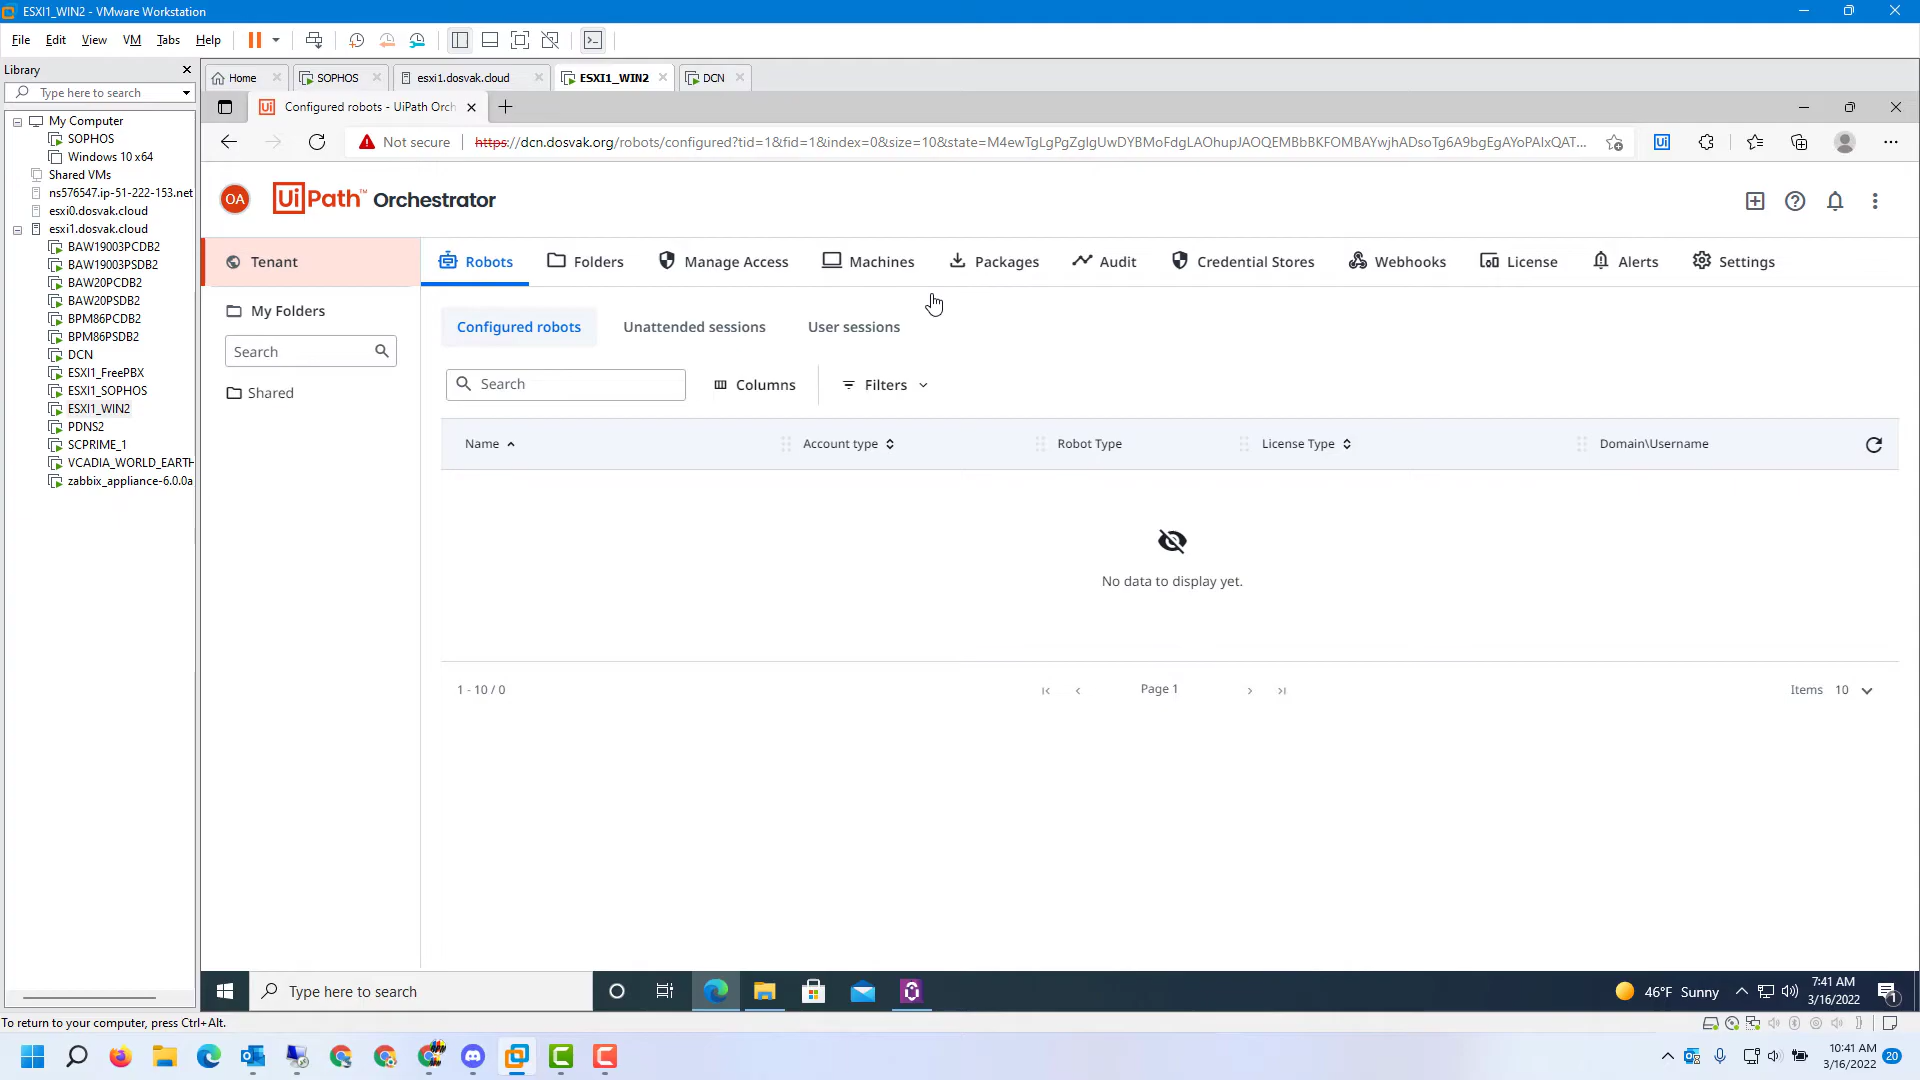 ESXI1_WIN2 - VMware Workstation
File Edit View VM Tabs Help
Library
Type here to search
My Computer
SOPHOS
Windows 10 x64
Shared VMs
ns576547.ip-51-222-153.net
esxi0.dosvak.cloud
esxi1.dosvak.cloud
BAW19003PCDB2
BAW19003PSDB2
BAW20PCDB2
BAW20PSDB2
BPM86PCDB2
BPM86PSDB2
DCN
ESXI1_FreePBX
ESXI1_SOPHOS
ESXI1_WIN2
PDNS2
SCPRIME_1
VCADIA_WORLD_EARTH
zabbix_appliance-6.0.0a
Home SOPHOS esxi1.dosvak.cloud ESXI1_WIN2 DCN
Ui Configured robots - UiPath Orch
Not secure https://dcn.dosvak.org/robots/configured?tid=1&fid=1&index=0&size=10&state=M4ewTgLgPgZglgUwDYBMoFdgLAOhupJAOQEMBbBKFOMBAYwjhADsoTg6A9bgEgAYoPAIxQAT... Ui
OA UiPath™ Orchestrator
Tenant
My Folders
Search
Shared
Robots Folders Manage Access Machines Packages Audit Credential Stores Webhooks License Alerts Settings
Configured robots Unattended sessions User sessions
Search Columns Filters
Name Account type Robot Type License Type Domain\Username
No data to display yet.
1 - 10 / 0 Page 1 Items 10
Type here to search
46°F Sunny
7:41 AM
3/16/2022
1
To return to your computer, press Ctrl+Alt.
10:41 AM
3/16/2022
20